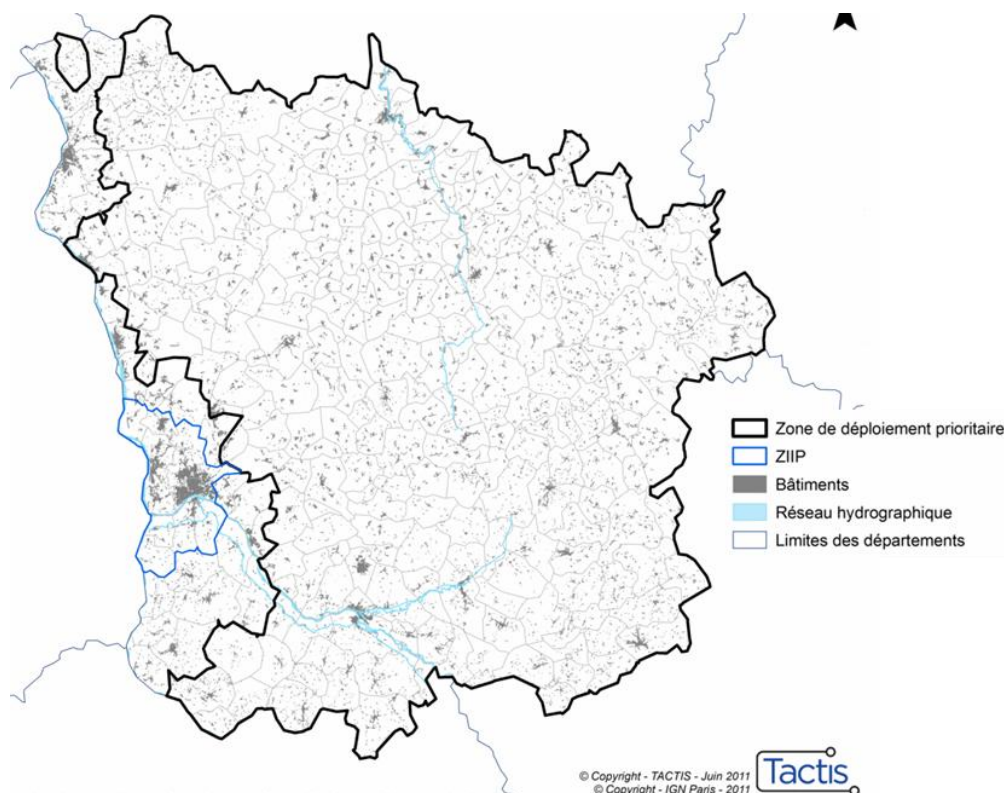 Zone de déploiement prioritaire
ZIIP
Bâtiments
Réseau hydrographique
Limites des départements
© Copyright - TACTIS - Juin 2011
© Copyright - IGN Paris - 2011
Tactis